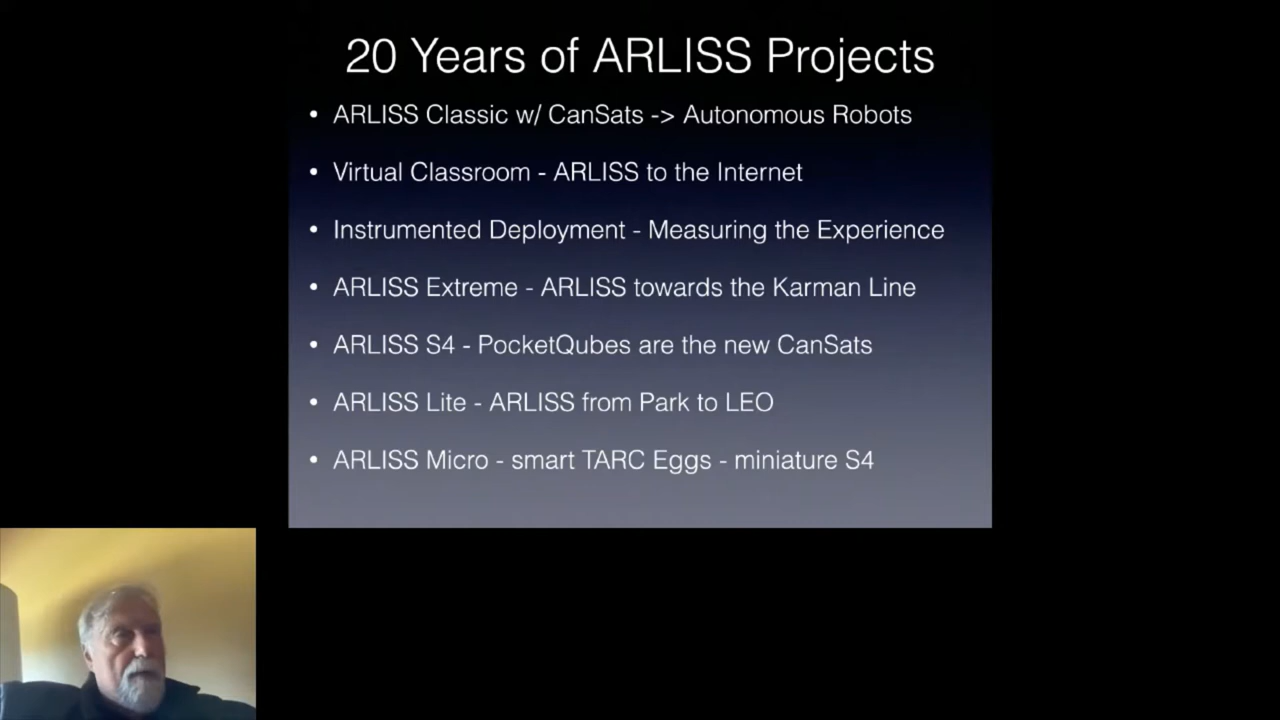 20 Years of ARLISS Projects
• ARLISS Classic w/ CanSats -> Autonomous Robots
• Virtual Classroom - ARLISS to the Internet
• Instrumented Deployment - Measuring the Experience
• ARLISS Extreme - ARLISS towards the Karman Line
• ARLISS S4 - PocketQubes are the new CanSats
• ARLISS Lite - ARLISS from Park to LEO
• ARLISS Micro - smart TARC Eggs - miniature S4